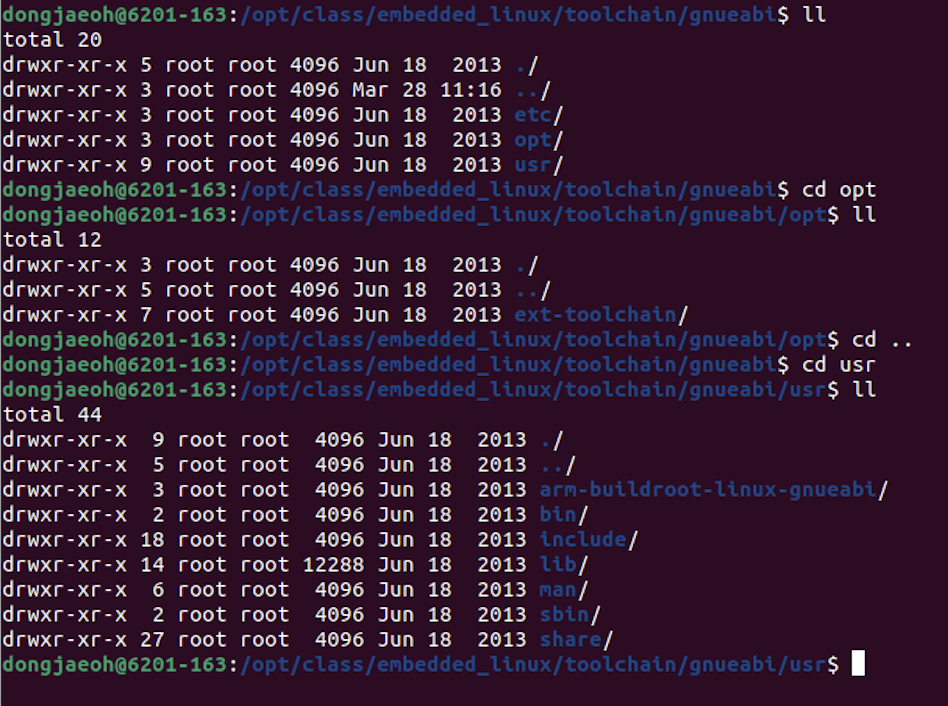 dongjaeoh@6201-163:/opt/class/embedded_linux/toolchain/gnueabi$ ll
total 20
drwxr-xr-x 5 root root 4096 Jun 18  2013 ./
drwxr-xr-x 3 root root 4096 Mar 28 11:16 ../
drwxr-xr-x 3 root root 4096 Jun 18  2013 etc/
drwxr-xr-x 3 root root 4096 Jun 18  2013 opt/
drwxr-xr-x 9 root root 4096 Jun 18  2013 usr/
dongjaeoh@6201-163:/opt/class/embedded_linux/toolchain/gnueabi$ cd opt
dongjaeoh@6201-163:/opt/class/embedded_linux/toolchain/gnueabi/opt$ ll
total 12
drwxr-xr-x 3 root root 4096 Jun 18  2013 ./
drwxr-xr-x 5 root root 4096 Jun 18  2013 ../
drwxr-xr-x 7 root root 4096 Jun 18  2013 ext-toolchain/
dongjaeoh@6201-163:/opt/class/embedded_linux/toolchain/gnueabi/opt$ cd ..
dongjaeoh@6201-163:/opt/class/embedded_linux/toolchain/gnueabi$ cd usr
dongjaeoh@6201-163:/opt/class/embedded_linux/toolchain/gnueabi/usr$ ll
total 44
drwxr-xr-x  9 root root  4096 Jun 18  2013 ./
drwxr-xr-x  5 root root  4096 Jun 18  2013 ../
drwxr-xr-x  3 root root  4096 Jun 18  2013 arm-buildroot-linux-gnueabi/
drwxr-xr-x  2 root root  4096 Jun 18  2013 bin/
drwxr-xr-x 18 root root  4096 Jun 18  2013 include/
drwxr-xr-x 14 root root 12288 Jun 18  2013 lib/
drwxr-xr-x  6 root root  4096 Jun 18  2013 man/
drwxr-xr-x  2 root root  4096 Jun 18  2013 sbin/
drwxr-xr-x 27 root root  4096 Jun 18  2013 share/
dongjaeoh@6201-163:/opt/class/embedded_linux/toolchain/gnueabi/usr$